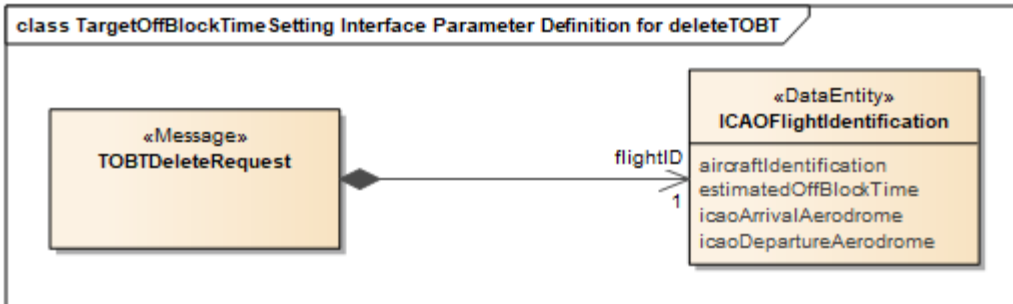 class TargetOffBlockTimeSetting Interface Parameter Definition for deleteTOBT
«Message»
TOBTDeleteRequest
flightID
1
«DataEntity»
ICAOFlightIdentification
aircraftIdentification
estimatedOffBlockTime
icaoArrivalAerodrome
icaoDepartureAerodrome